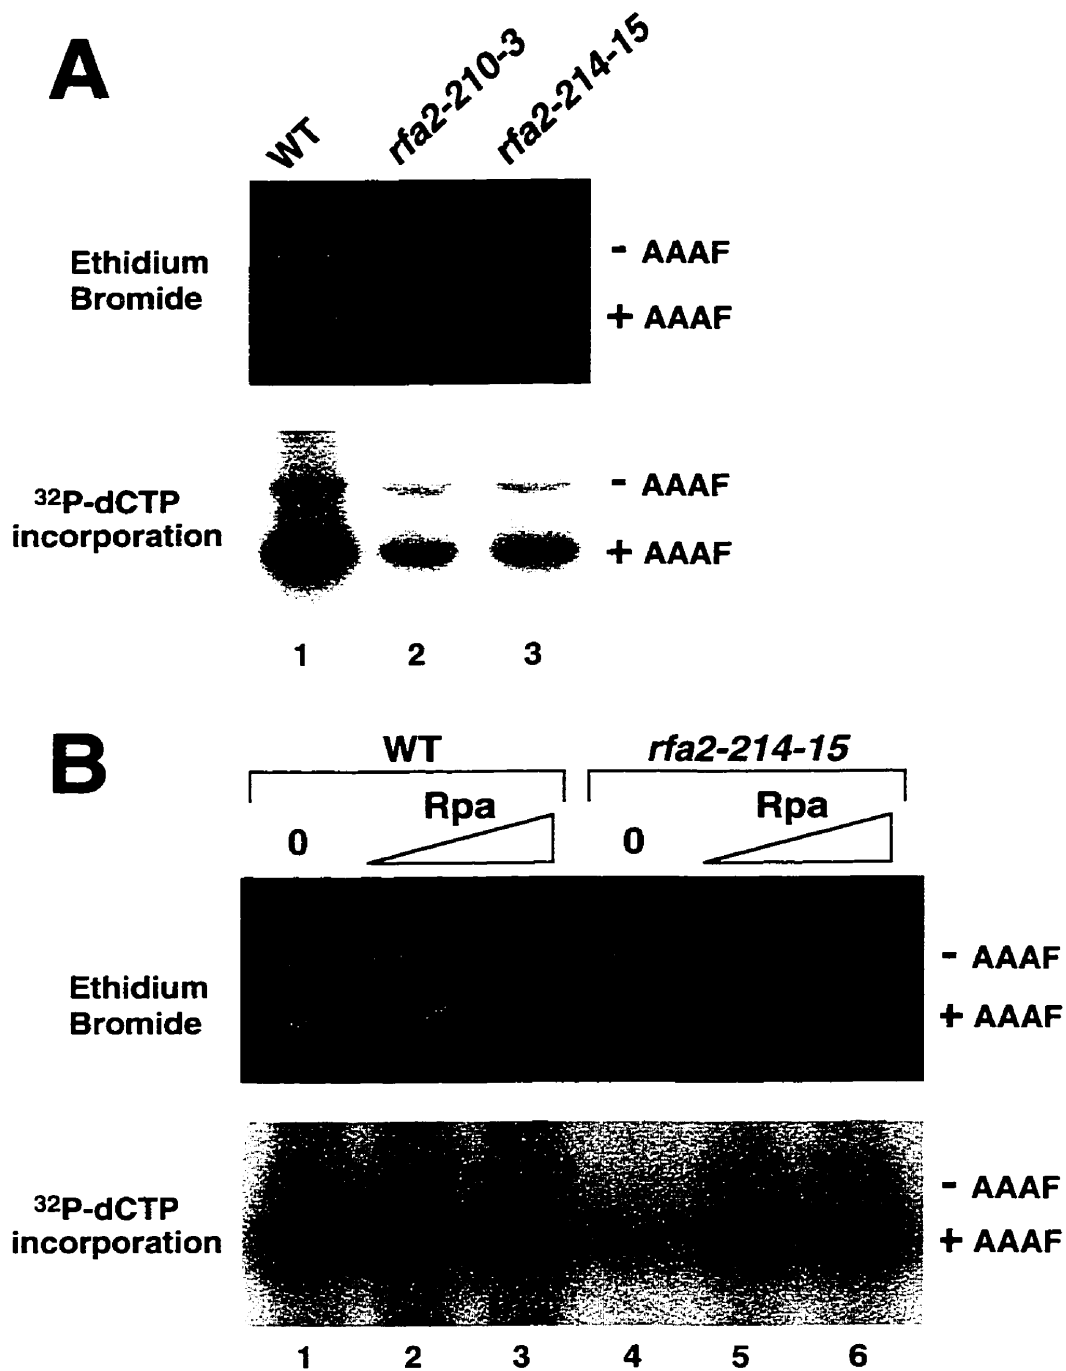 A
WT
rfa2-210-3
rfa2-214-15
Ethidium
Bromide
- AAAF
+ AAAF
32P-dCTP
incorporation
- AAAF
+ AAAF
1 2 3
B
WT rfa2-214-15
Rpa Rpa
0 0
Ethidium
Bromide
- AAAF
+ AAAF
32P-dCTP
incorporation
- AAAF
+ AAAF
1 2 3 4 5 6